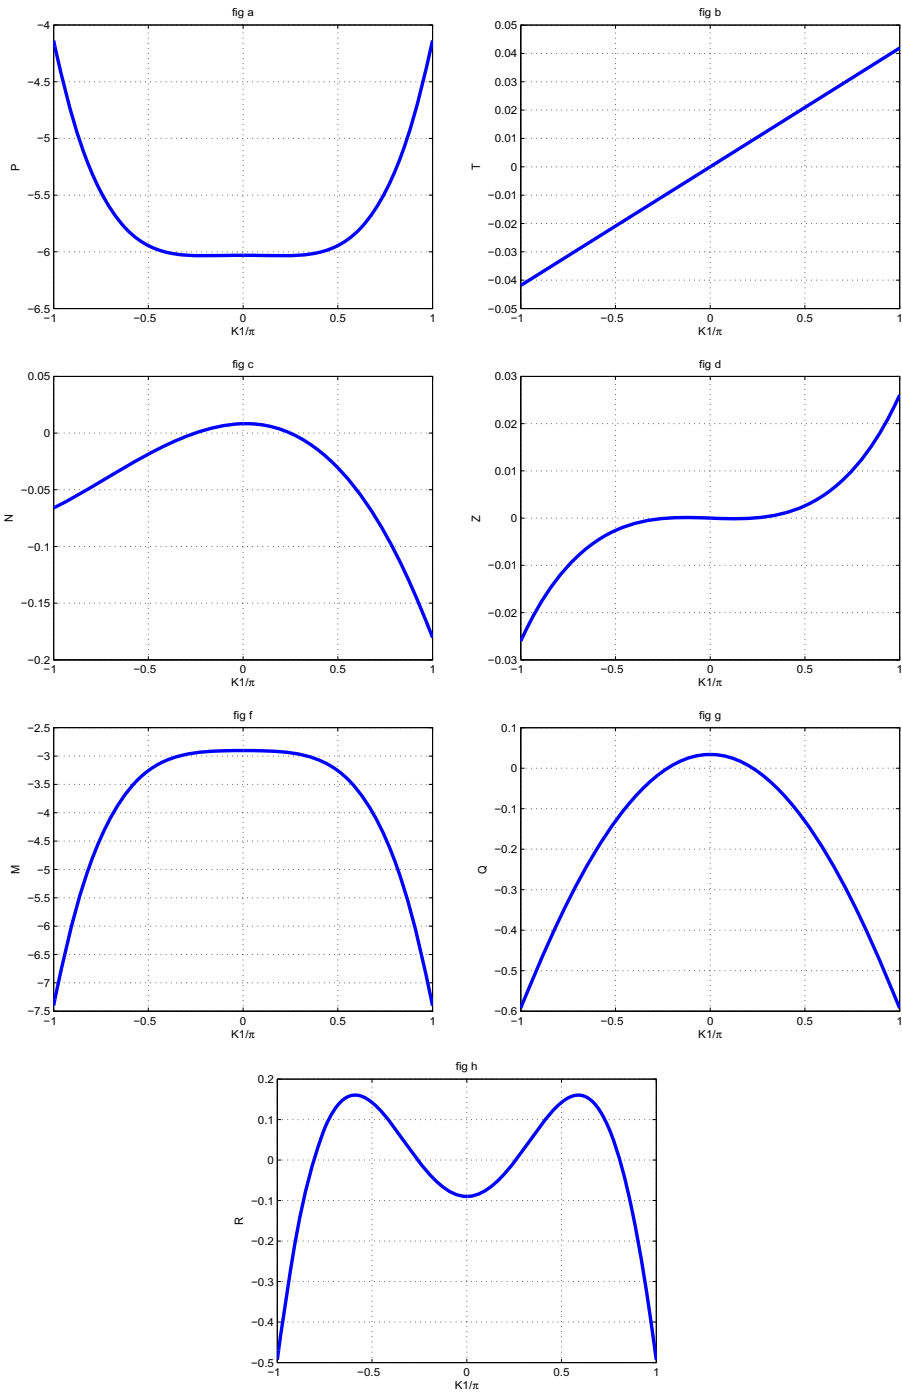 fig a
−4
−4.5
−5
−5.5
−6
−6.5
P
−1 −0.5 0 0.5 1
K1/π
fig b
0.05
0.04
0.03
0.02
0.01
0
−0.01
−0.02
−0.03
−0.04
−0.05
T
−1 −0.5 0 0.5 1
K1/π
fig c
0.05
0
−0.05
−0.1
−0.15
−0.2
N
−1 −0.5 0 0.5 1
K1/π
fig d
0.03
0.02
0.01
0
−0.01
−0.02
−0.03
Z
−1 −0.5 0 0.5 1
K1/π
fig f
−2.5
−3
−3.5
−4
−4.5
−5
−5.5
−6
−6.5
−7
−7.5
M
−1 −0.5 0 0.5 1
K1/π
fig g
0.1
0
−0.1
−0.2
−0.3
−0.4
−0.5
−0.6
Q
−1 −0.5 0 0.5 1
K1/π
fig h
0.2
0.1
0
−0.1
−0.2
−0.3
−0.4
−0.5
R
−1 −0.5 0 0.5 1
K1/π